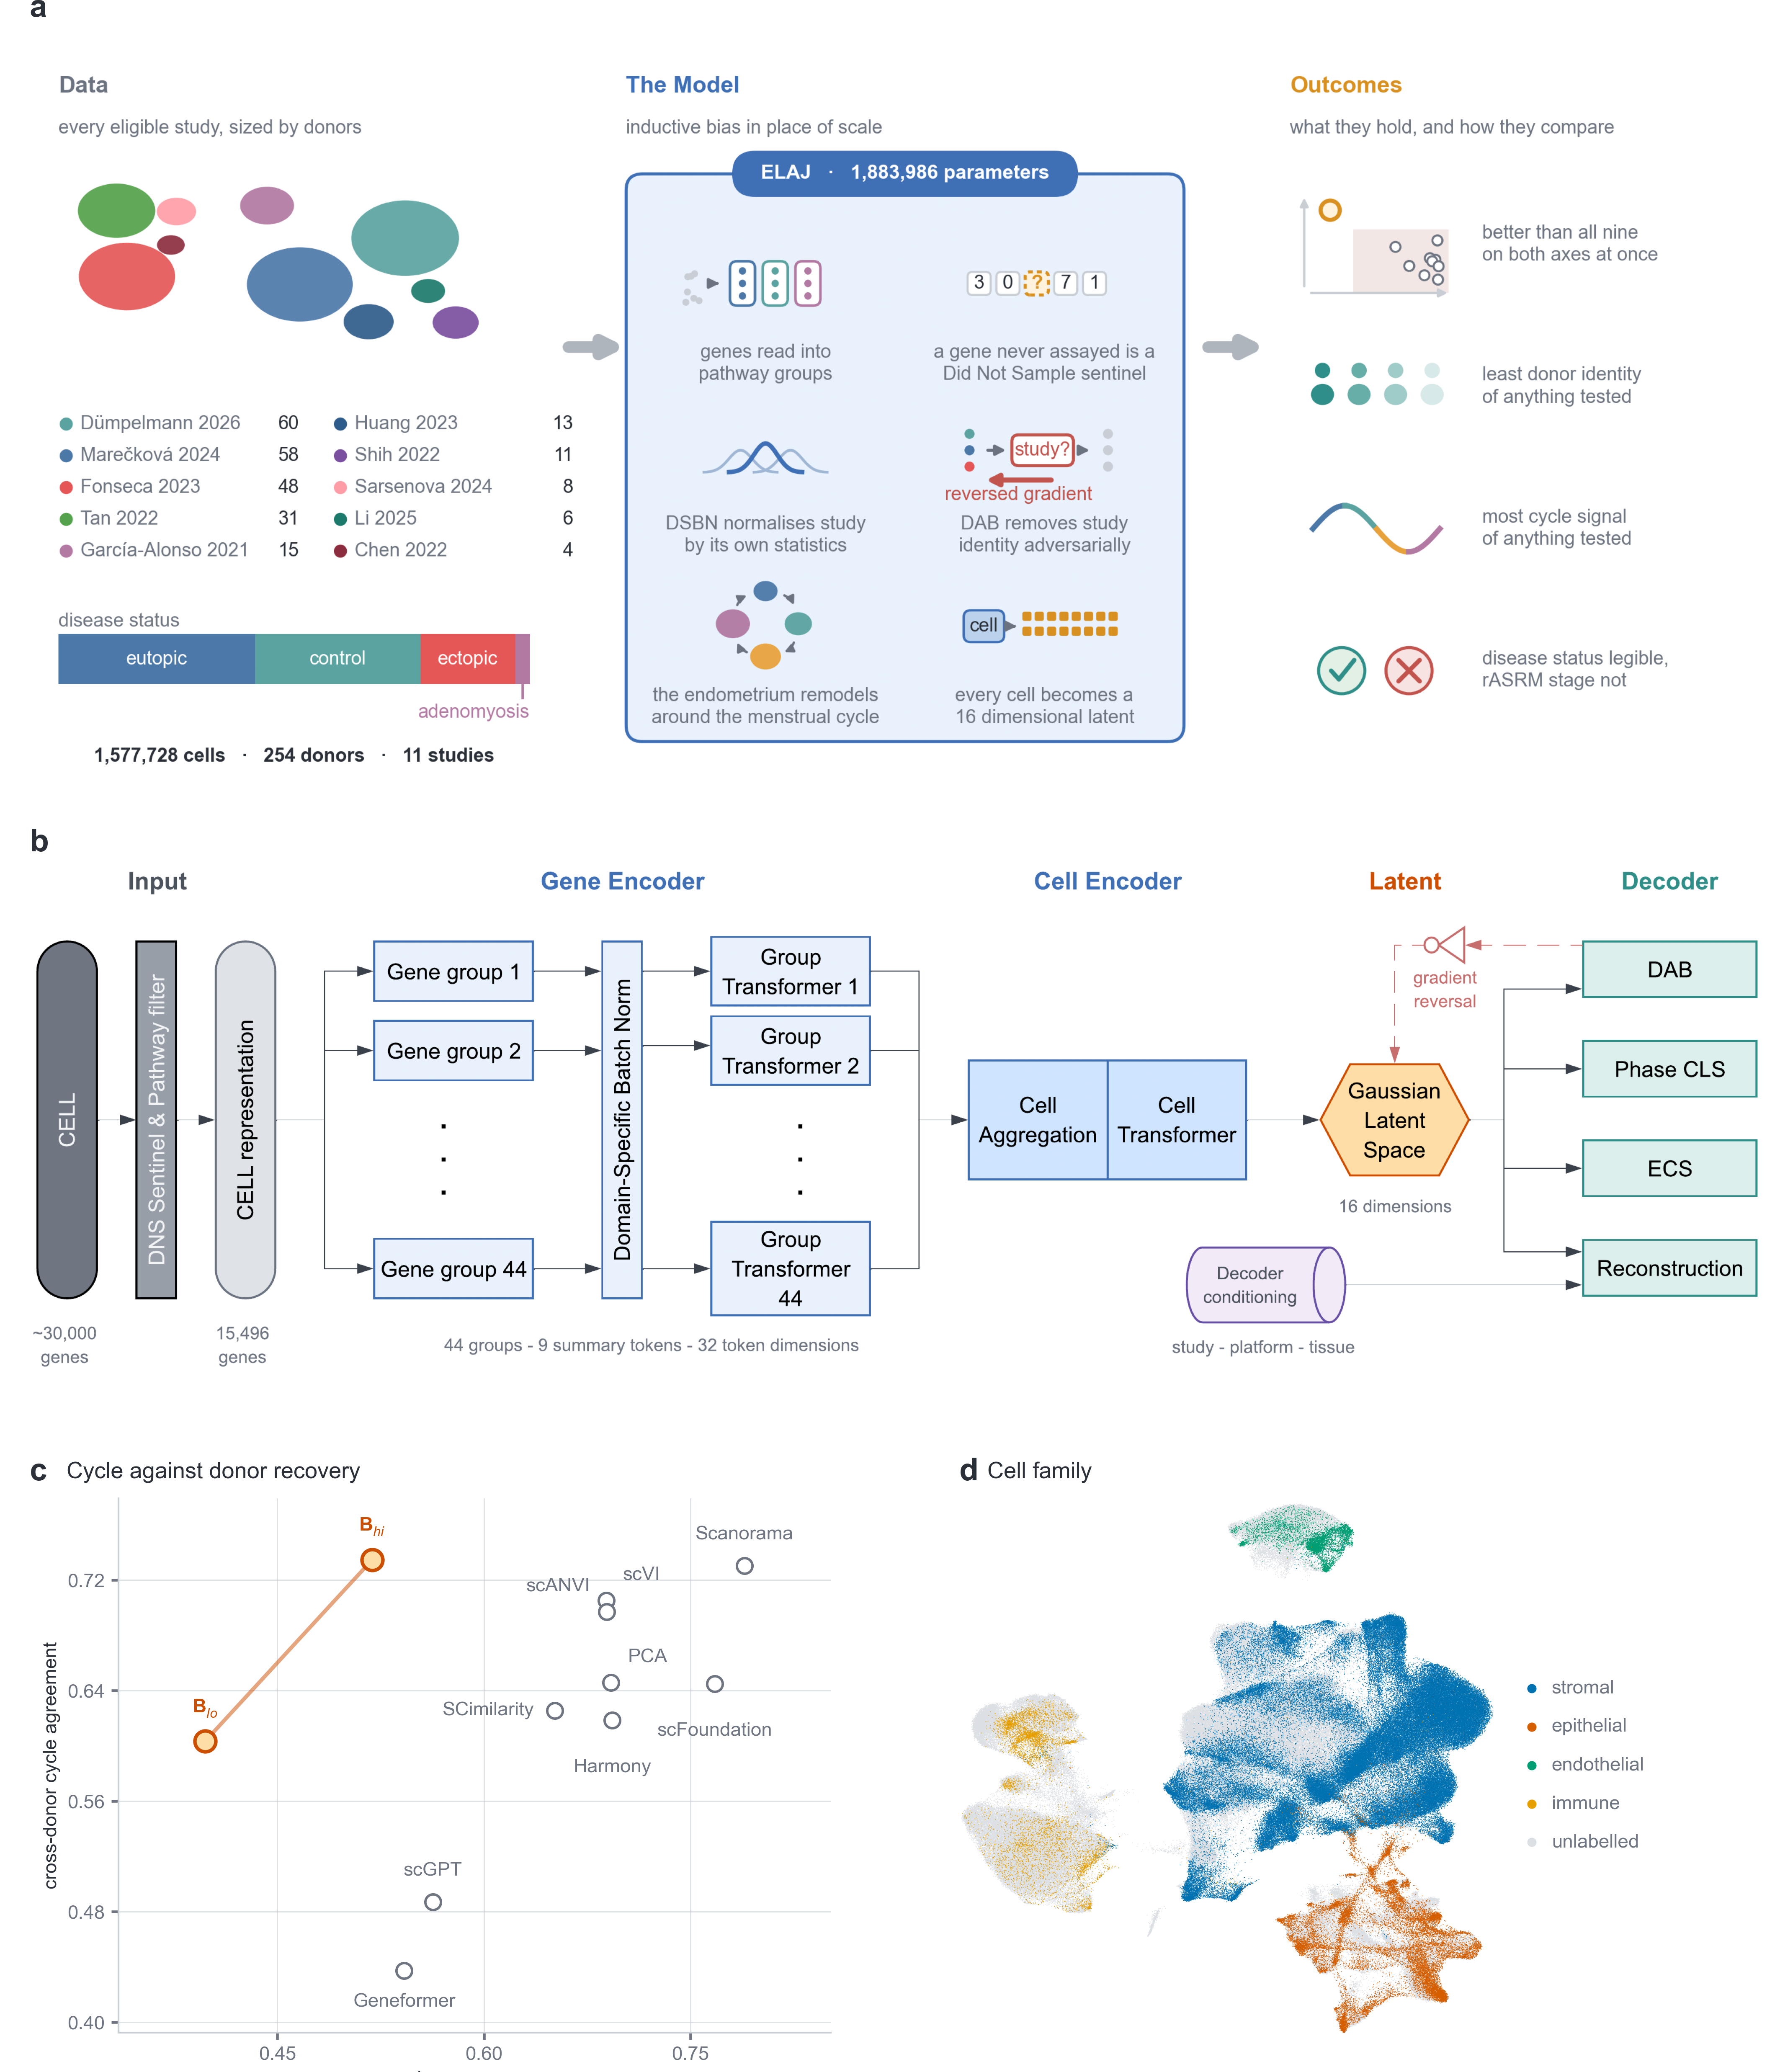 a
Data
every eligible study, sized by donors
Dümpelmann 2026 60
Marečková 2024 58
Fonseca 2023 48
Tan 2022 31
García-Alonso 2021 15
Huang 2023 13
Shih 2022 11
Sarsenova 2024 8
Li 2025 6
Chen 2022 4
disease status
eutopic control ectopic
adenomyosis
1,577,728 cells · 254 donors · 11 studies
The Model
inductive bias in place of scale
ELAJ · 1,883,986 parameters
genes read into
pathway groups
3 0 ? 7 1
a gene never assayed is a
Did Not Sample sentinel
DSBN normalises study
by its own statistics
study?
reversed gradient
DAB removes study
identity adversarially
the endometrium remodels
around the menstrual cycle
cell
every cell becomes a
16 dimensional latent
Outcomes
what they hold, and how they compare
better than all nine
on both axes at once
least donor identity
of anything tested
most cycle signal
of anything tested
disease status legible,
rASRM stage not
b
Input
CELL
DNS Sentinel & Pathway filter
CELL representation
~30,000
genes
15,496
genes
Gene Encoder
Gene group 1
Gene group 2
Gene group 44
Domain-Specific Batch Norm
Group
Transformer 1
Group
Transformer 2
Group
Transformer
44
44 groups - 9 summary tokens - 32 token dimensions
Cell Encoder
Cell
Aggregation
Cell
Transformer
Latent
gradient
reversal
Gaussian
Latent
Space
16 dimensions
Decoder
conditioning
study - platform - tissue
Decoder
DAB
Phase CLS
ECS
Reconstruction
c Cycle against donor recovery
cross-donor cycle agreement
0.72
0.64
0.56
0.48
0.40
0.45 0.60 0.75
Bhi
Blo
Scanorama
scVI
scANVI
PCA
SCimilarity
scFoundation
Harmony
scGPT
Geneformer
d Cell family
stromal
epithelial
endothelial
immune
unlabelled